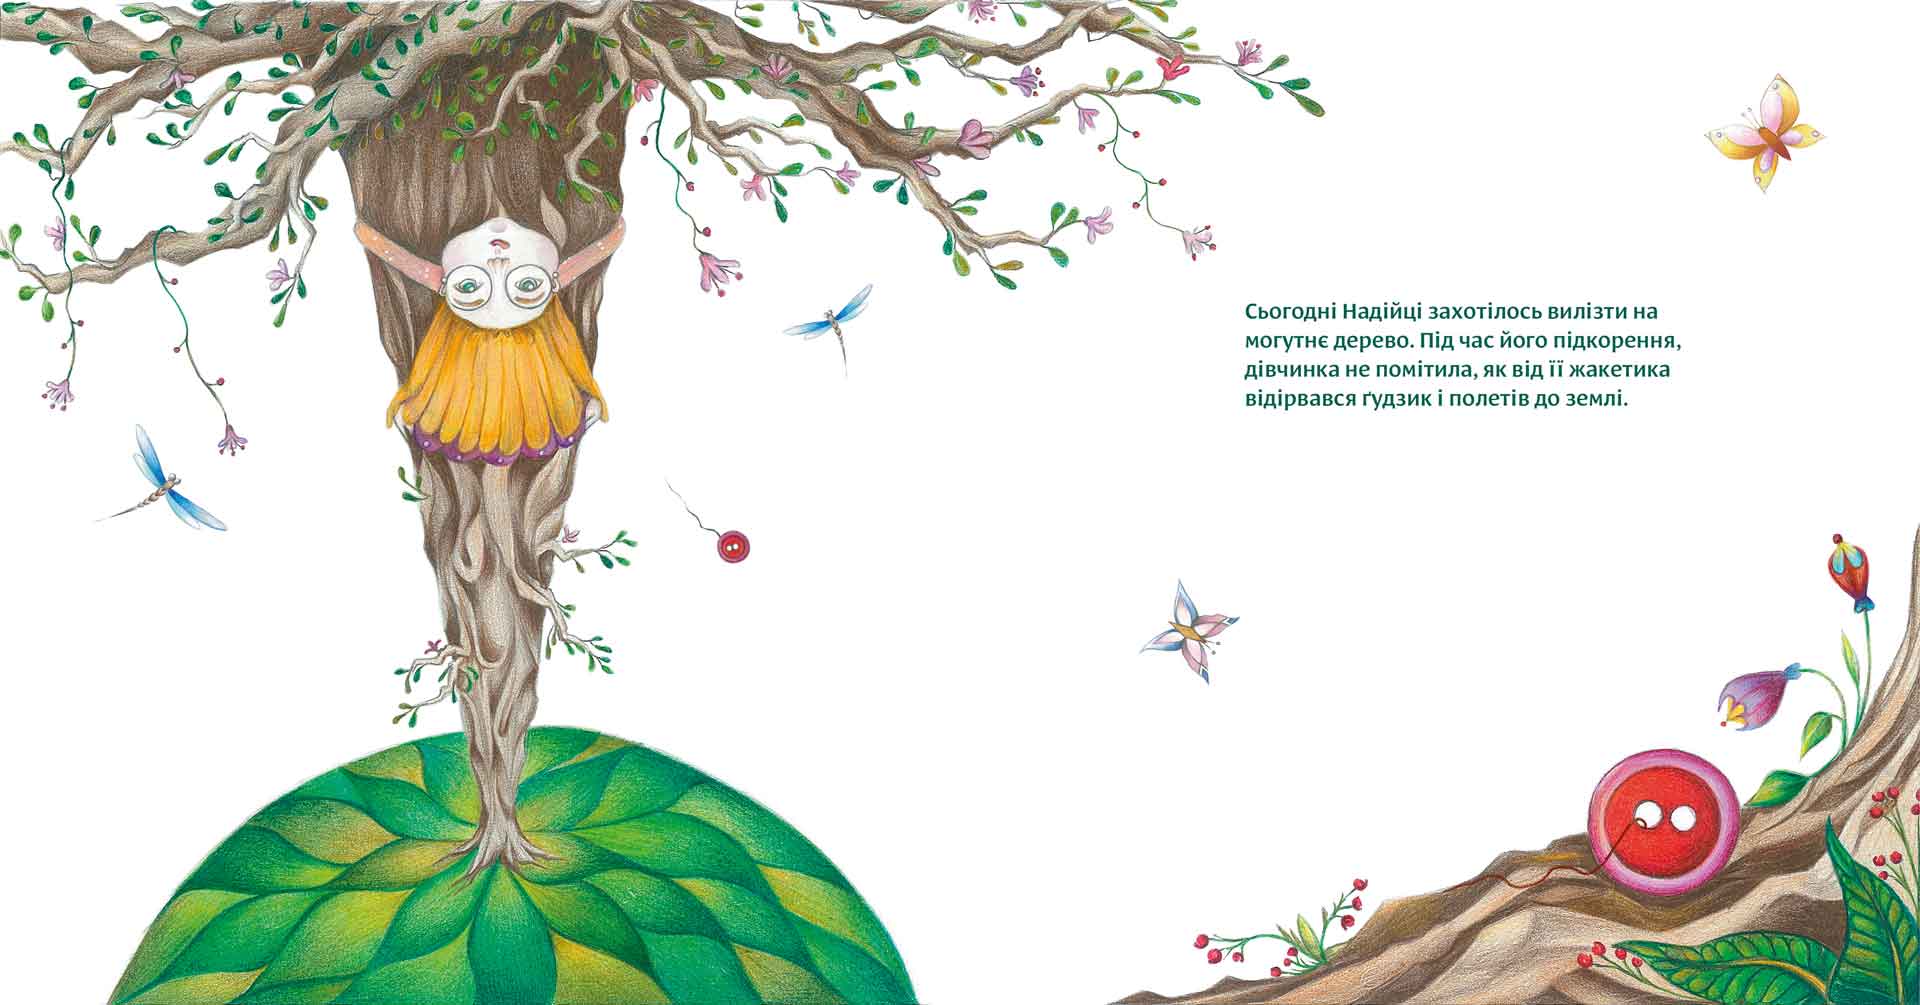 Сьогодні Надійці захотілось вилізти на
могутнє дерево. Під час його підкорення,
дівчинка не помітила, як від її жакетика
відірвався ґудзик і полетів до землі.